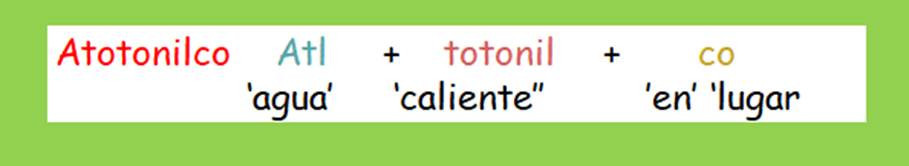 Atotonilco Atl + totonil + co
‘agua’ ‘caliente” ’en’ ‘lugar